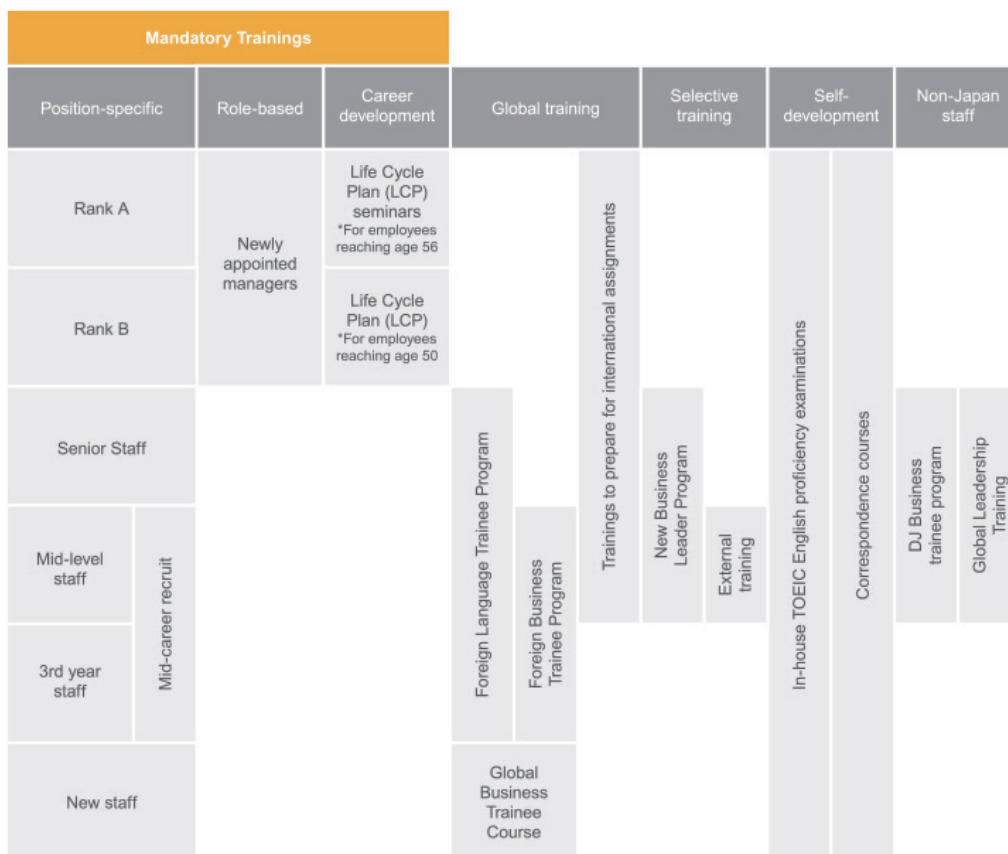 Mandatory Trainings
Position-specific
Role-based
Career
development
Global training
Selective
training
Self-
development
Non-Japan
staff
Rank A
Newly
appointed
managers
Life Cycle
Plan (LCP)
seminars
*For employees
reaching age 56
Rank B
Life Cycle
Plan (LCP)
*For employees
reaching age 50
Senior Staff
Mid-level
staff
3rd year
staff
Mid-career recruit
New staff
Foreign Language Trainee Program
Foreign Business
Trainee Program
Global
Business
Trainee
Course
Trainings to prepare for international assignments
New Business
Leader Program
External
training
In-house TOEIC English proficiency examinations
Correspondence courses
DJ Business
trainee program
Global Leadership
Training